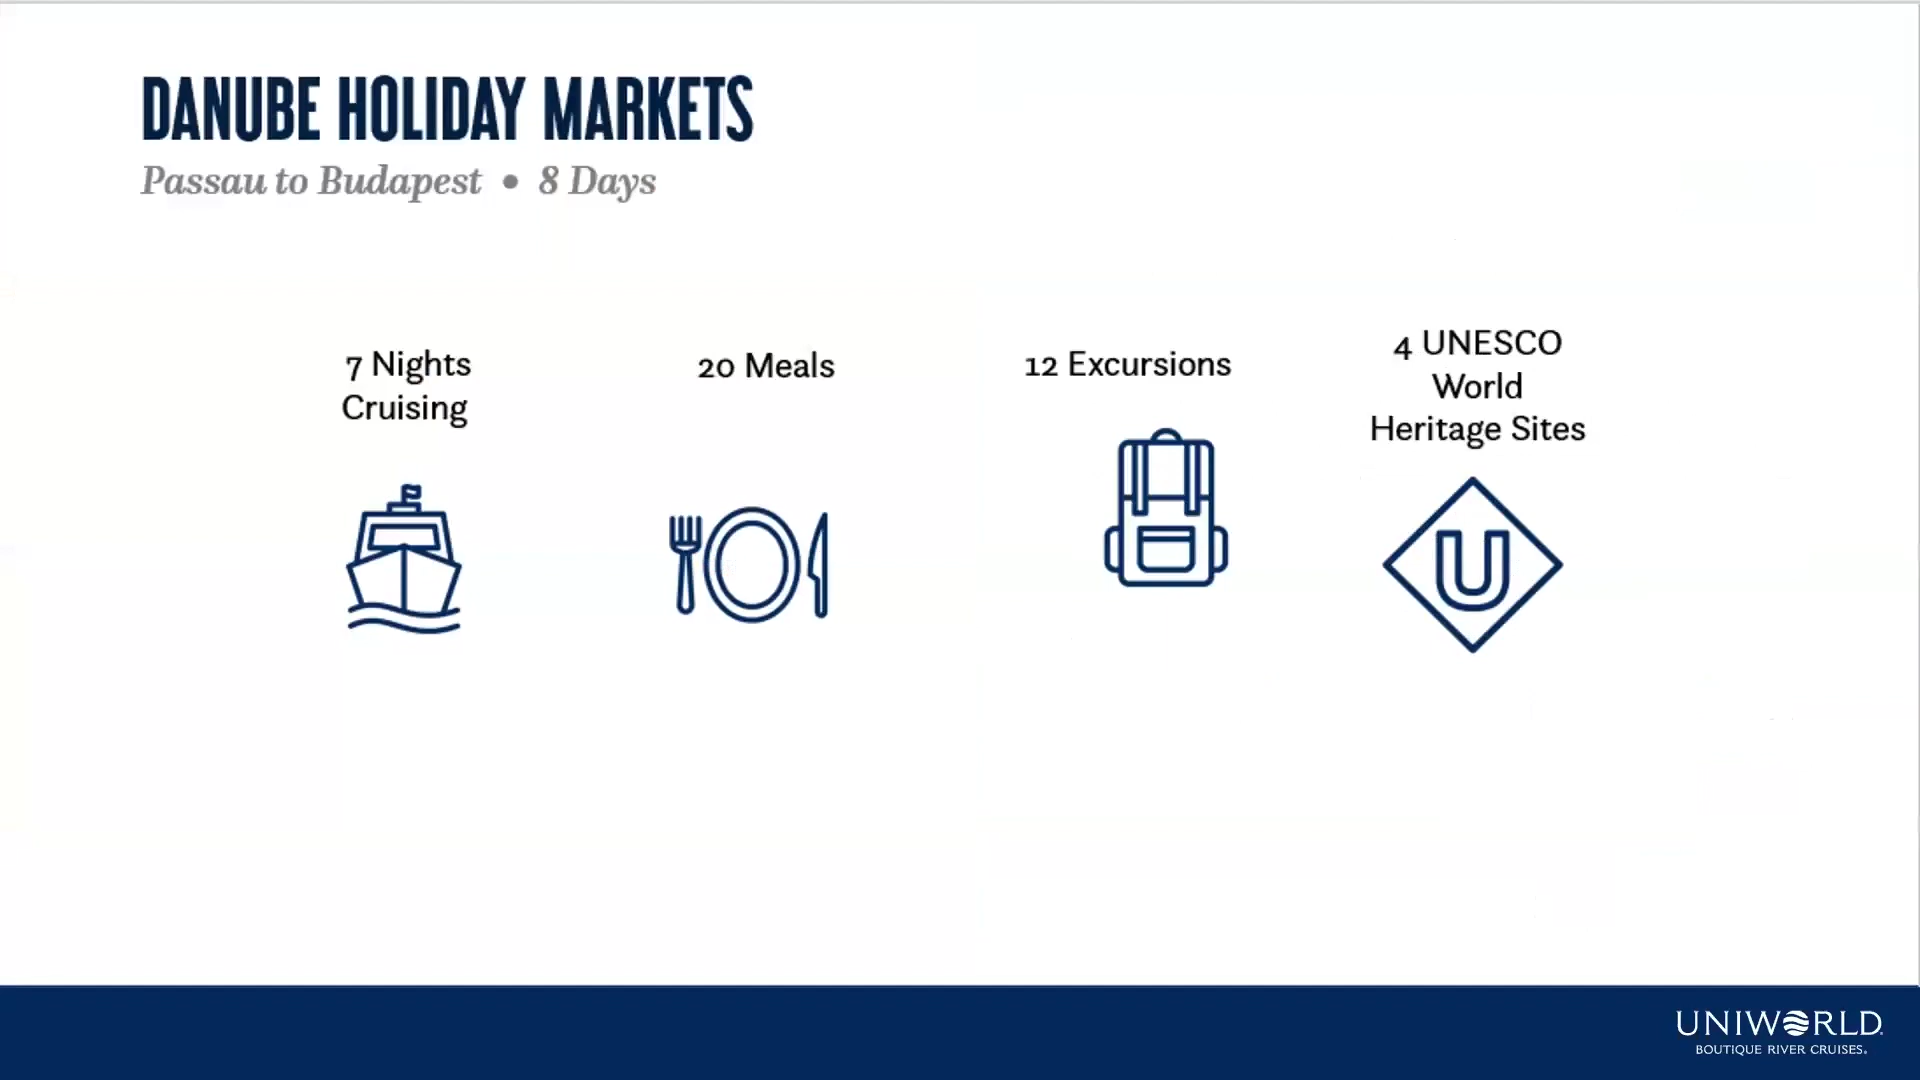 DANUBE HOLIDAY MARKETS
Passau to Budapest • 8 Days
7 Nights
Cruising
20 Meals
12 Excursions
4 UNESCO
World
Heritage Sites
U
UNIWORLD
BOUTIQUE RIVER CRUISES.